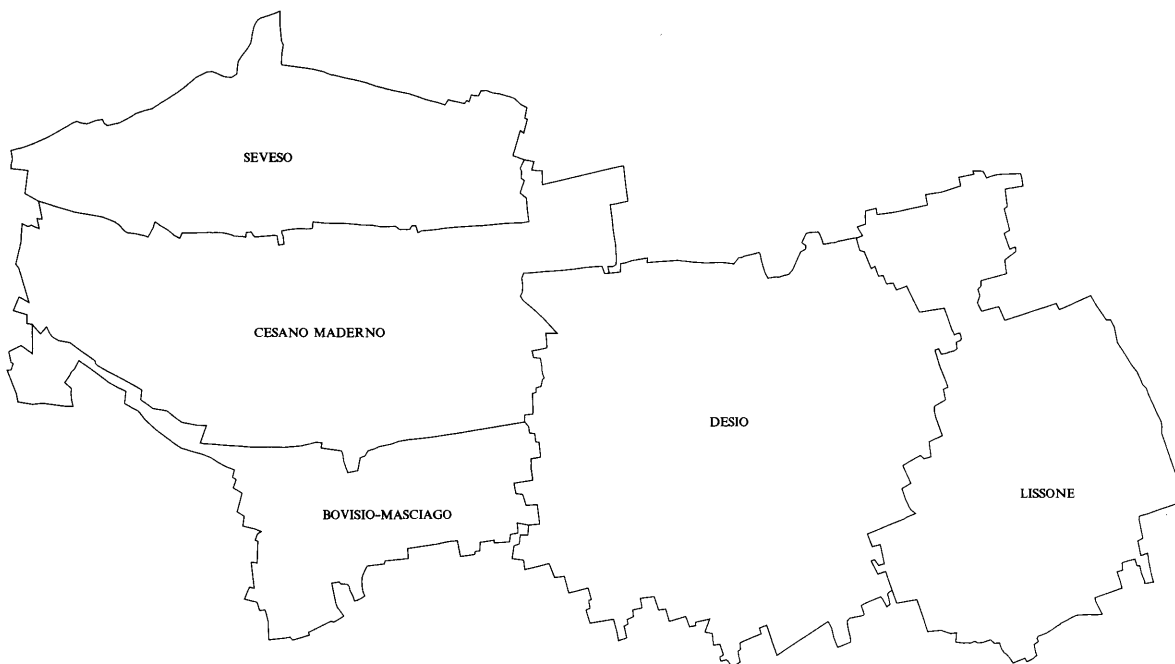 SEVESO
CESANO MADERNO
DESIO
LISSONE
BOVISIO-MASCIAGO